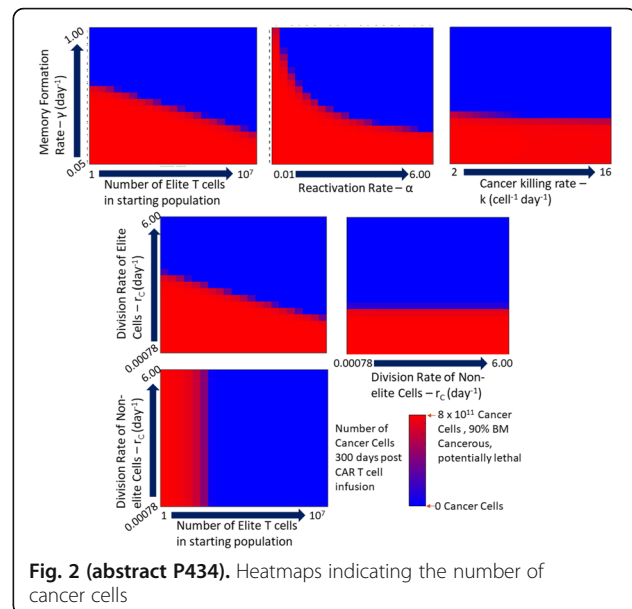 1.00
Memory Formation
Rate – γ (day⁻¹)
0.05
1
10⁷
Number of Elite T cells
in starting population
0.01
6.00
Reactivation Rate – α
2
16
Cancer killing rate –
k (cell⁻¹ day⁻¹)
6.00
Division Rate of Elite
Cells – r_C (day⁻¹)
0.00078
0.00078
6.00
Division Rate of Non-
elite Cells – r_C (day⁻¹)
6.00
Division Rate of Non-
elite Cells – r_C (day⁻¹)
0.00078
1
10⁷
Number of Elite T cells
in starting population
Number of
Cancer Cells
300 days post
CAR T cell
infusion
8 x 10¹¹ Cancer
Cells , 90% BM
Cancerous,
potentially lethal
0 Cancer Cells
Fig. 2 (abstract P434). Heatmaps indicating the number of
cancer cells